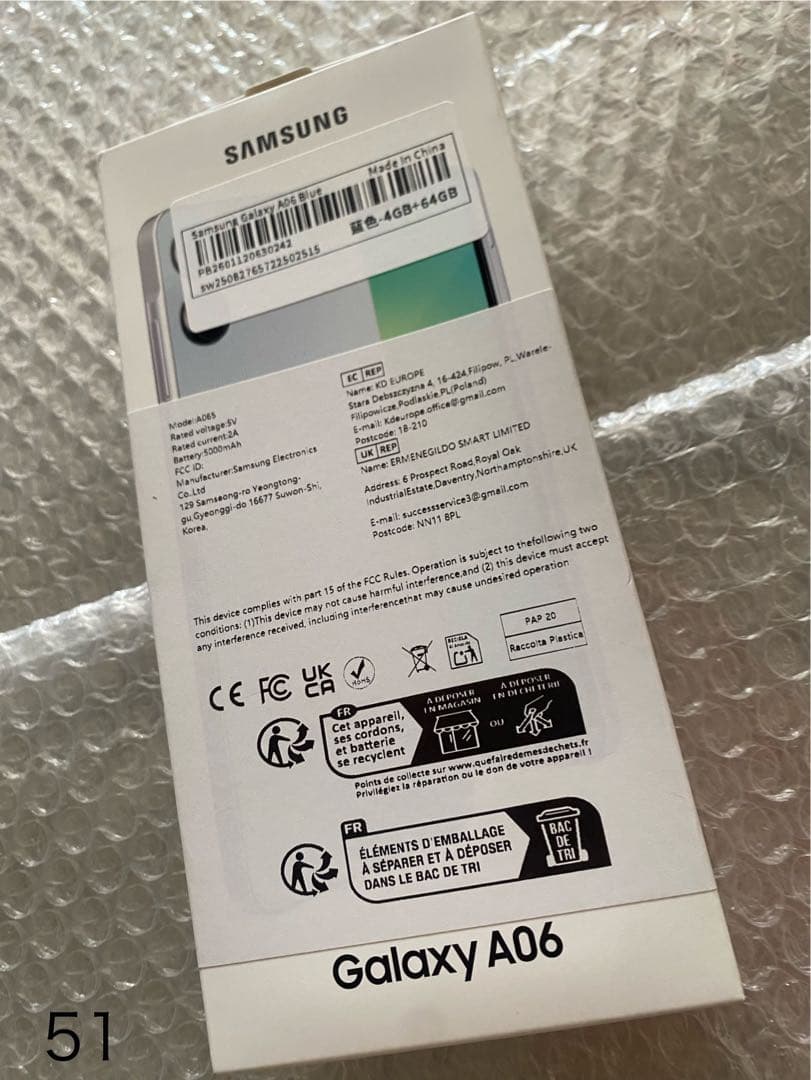 SAMSUNG
Samsung Galaxy A06 Blue
Made In China
PB2601120630242
蓝色-4GB+64GB
SW25082765722502515
Model:A065
Rated voltage:5V
Rated current:2A
Battery:5000mAh
FCC ID:
Manufacturer:Samsung Electronics
Co.,Ltd
129 Samseong-ro Yeongtong-
gu,Gyeonggi-do 16677 Suwon-Shi,
Korea.
EC REP
Name: KD EUROPE
Stara Debszczyzna 4, 16-424,Filipow, PL,Warele-
Filipowicze,Podlaskie,PL(Poland)
E-mail: Kdeurope.office@gmail.com
Postcode: 18-210
UK REP
Name: ERMENEGILDO SMART LIMITED
Address: 6 Prospect Road,Royal Oak
IndustrialEstate,Daventry,Northamptonshire,UK
E-mail: successservice3@gmail.com
Postcode: NN11 8PL
This device complies with part 15 of the FCC Rules. Operation is subject to thefollowing two
conditions: (1)This device may not cause harmful interference,and (2) this device must accept
any interference received, including interferencethat may cause undesired operation
CE FC UK
CA
RoHS
RECICLA
PAP 20
Raccolta Plastica
FR
Cet appareil,
ses cordons,
et batterie
se recyclent
À DÉPOSER
EN MAGASIN
OU
À DÉPOSER
EN DÉCHÈTERIE
Points de collecte sur www.quefairedemesdechets.fr
Privilégiez la réparation ou le don de votre appareil !
FR
ÉLÉMENTS D'EMBALLAGE
À SÉPARER ET À DÉPOSER
DANS LE BAC DE TRI
BAC
DE
TRI
Galaxy A06
51